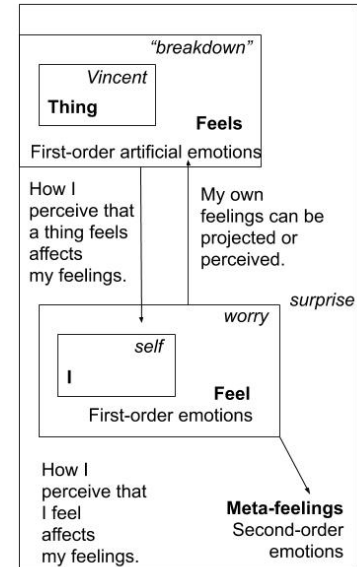 “breakdown”
Vincent
Thing
Feels
First-order artificial emotions
How I
perceive that
a thing feels
affects
my feelings.
My own
feelings can be
projected or
perceived.
surprise
worry
self
I
Feel
First-order emotions
How I
perceive that
I feel
affects
my feelings.
Meta-feelings
Second-order
emotions